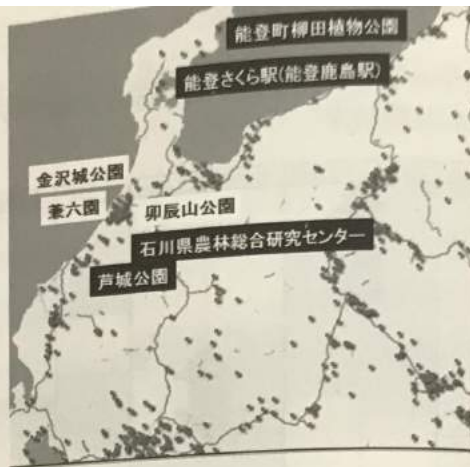 能登町柳田植物公園
能登さくら駅(能登鹿島駅)
金沢城公園
兼六園
卯辰山公園
石川県農林総合研究センター
芦城公園